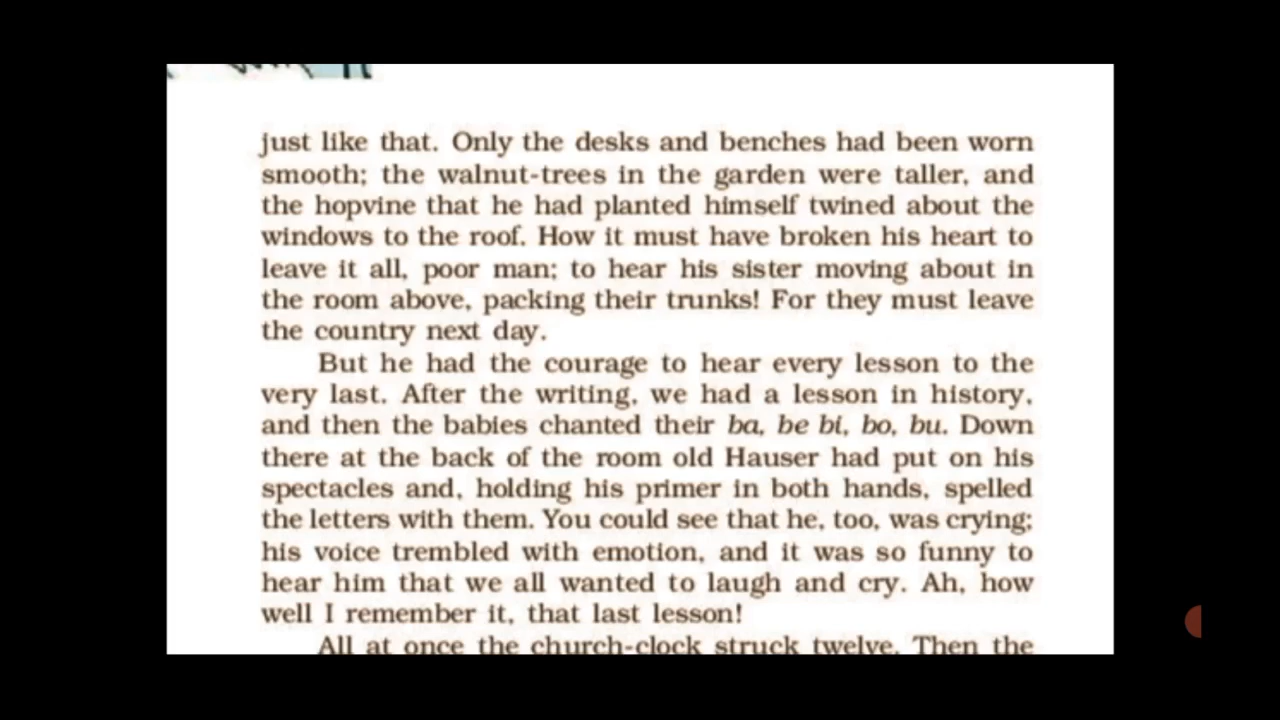 just like that. Only the desks and benches had been worn
smooth; the walnut-trees in the garden were taller, and
the hopvine that he had planted himself twined about the
windows to the roof. How it must have broken his heart to
leave it all, poor man; to hear his sister moving about in
the room above, packing their trunks! For they must leave
the country next day.
But he had the courage to hear every lesson to the
very last. After the writing, we had a lesson in history,
and then the babies chanted their ba, be bi, bo, bu. Down
there at the back of the room old Hauser had put on his
spectacles and, holding his primer in both hands, spelled
the letters with them. You could see that he, too, was crying;
his voice trembled with emotion, and it was so funny to
hear him that we all wanted to laugh and cry. Ah, how
well I remember it, that last lesson!
All at once the church-clock struck twelve. Then the